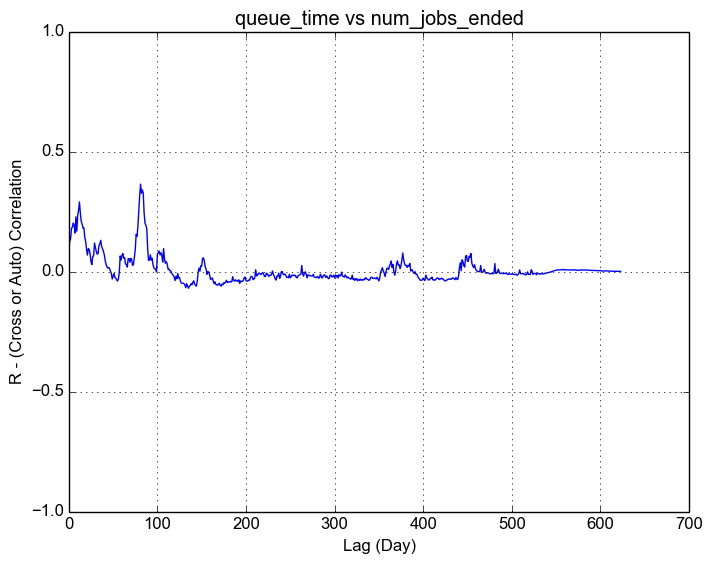 queue_time vs num_jobs_ended
1.0
0.5
0.0
−0.5
−1.0
R - (Cross or Auto) Correlation
0 100 200 300 400 500 600 700
Lag (Day)